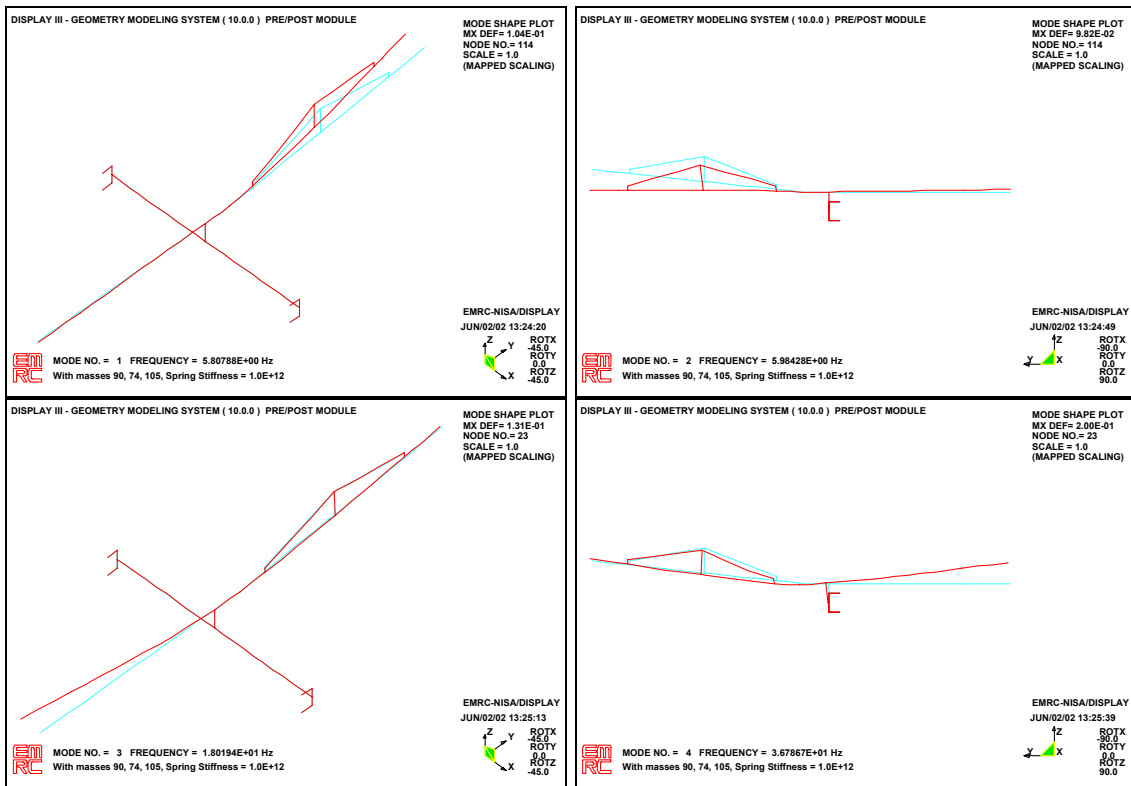 DISPLAY III - GEOMETRY MODELING SYSTEM ( 10.0.0 ) PRE/POST MODULE
MODE SHAPE PLOT
MX DEF= 1.04E-01
NODE NO.= 114
SCALE = 1.0
(MAPPED SCALING)
EMRC-NISA/DISPLAY
JUN/02/02 13:24:20
Z
Y
X
ROTX
-45.0
ROTY
0.0
ROTZ
-45.0
EM
RC
MODE NO. = 1 FREQUENCY = 5.80788E+00 Hz
With masses 90, 74, 105, Spring Stiffness = 1.0E+12
DISPLAY III - GEOMETRY MODELING SYSTEM ( 10.0.0 ) PRE/POST MODULE
MODE SHAPE PLOT
MX DEF= 9.82E-02
NODE NO.= 114
SCALE = 1.0
(MAPPED SCALING)
EMRC-NISA/DISPLAY
JUN/02/02 13:24:49
Z
Y
X
ROTX
-90.0
ROTY
0.0
ROTZ
90.0
EM
RC
MODE NO. = 2 FREQUENCY = 5.98428E+00 Hz
With masses 90, 74, 105, Spring Stiffness = 1.0E+12
DISPLAY III - GEOMETRY MODELING SYSTEM ( 10.0.0 ) PRE/POST MODULE
MODE SHAPE PLOT
MX DEF= 1.31E-01
NODE NO.= 23
SCALE = 1.0
(MAPPED SCALING)
EMRC-NISA/DISPLAY
JUN/02/02 13:25:13
Z
Y
X
ROTX
-45.0
ROTY
0.0
ROTZ
-45.0
EM
RC
MODE NO. = 3 FREQUENCY = 1.80194E+01 Hz
With masses 90, 74, 105, Spring Stiffness = 1.0E+12
DISPLAY III - GEOMETRY MODELING SYSTEM ( 10.0.0 ) PRE/POST MODULE
MODE SHAPE PLOT
MX DEF= 2.00E-01
NODE NO.= 23
SCALE = 1.0
(MAPPED SCALING)
EMRC-NISA/DISPLAY
JUN/02/02 13:25:39
Z
Y
X
ROTX
-90.0
ROTY
0.0
ROTZ
90.0
EM
RC
MODE NO. = 4 FREQUENCY = 3.67867E+01 Hz
With masses 90, 74, 105, Spring Stiffness = 1.0E+12